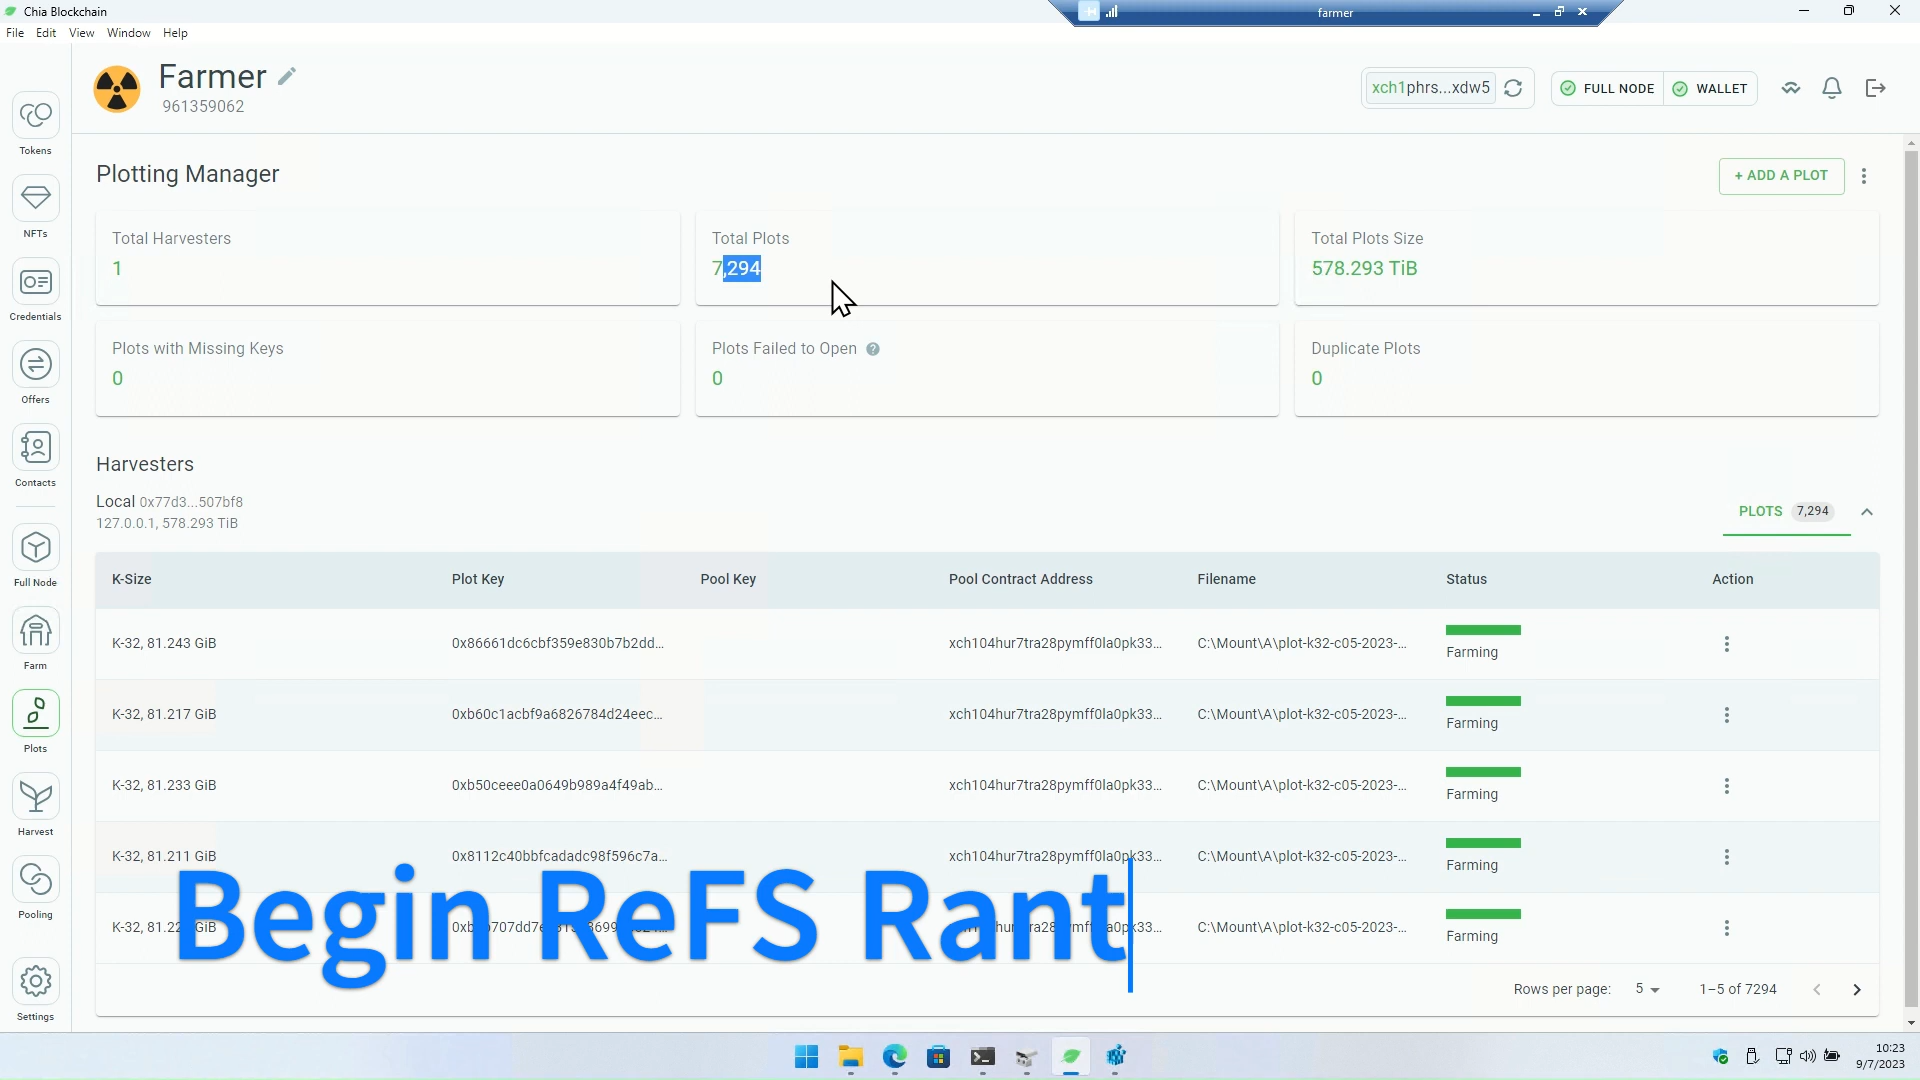 Chia Blockchain
farmer
File Edit View Window Help
Farmer
961359062
xch1phrs...xdw5
FULL NODE
WALLET
Tokens
NFTs
Credentials
Offers
Contacts
Full Node
Farm
Plots
Harvest
Pooling
Settings
Plotting Manager
+ ADD A PLOT
Total Harvesters
1
Total Plots
7,294
Total Plots Size
578.293 TiB
Plots with Missing Keys
0
Plots Failed to Open ?
0
Duplicate Plots
0
Harvesters
Local 0x77d3...507bf8
127.0.0.1, 578.293 TiB
PLOTS 7,294
K-Size Plot Key Pool Key Pool Contract Address Filename Status Action
K-32, 81.243 GiB 0x86661dc6cbf359e830b7b2dd... xch104hur7tra28pymff0la0pk33... C:\Mount\A\plot-k32-c05-2023-... Farming
K-32, 81.217 GiB 0xb60c1acbf9a6826784d24eec... xch104hur7tra28pymff0la0pk33... C:\Mount\A\plot-k32-c05-2023-... Farming
K-32, 81.233 GiB 0xb50ceee0a0649b989a4f49ab... xch104hur7tra28pymff0la0pk33... C:\Mount\A\plot-k32-c05-2023-... Farming
K-32, 81.211 GiB 0x8112c40bbfcadadc98f596c7a... xch104hur7tra28pymff0la0pk33... C:\Mount\A\plot-k32-c05-2023-... Farming
K-32, GiB C:\Mount\A\plot-k32-c05-2023-... Farming
Begin ReFS Rant
Rows per page: 5 1–5 of 7294
10:23
9/7/2023